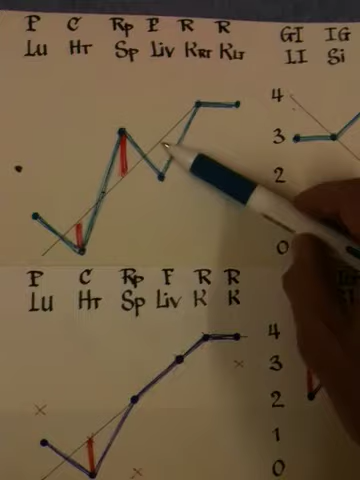 P C Rp F R R
Lu HT Sp Liv KRT KLT
GI IG
LI Si
4
3
2
0
P C Rp F R R
Lu HT Sp Liv K K
4
3
2
1
0